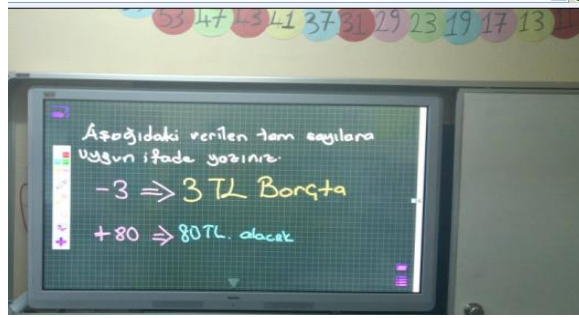 53 47 43 41 37 31 29 23 19 17 13 11
Aşağıdaki verilen tam sayılara
uygun ifade yazınız.
-3 ⇒ 3 TL Borçta
+80 ⇒ 80TL. alacak